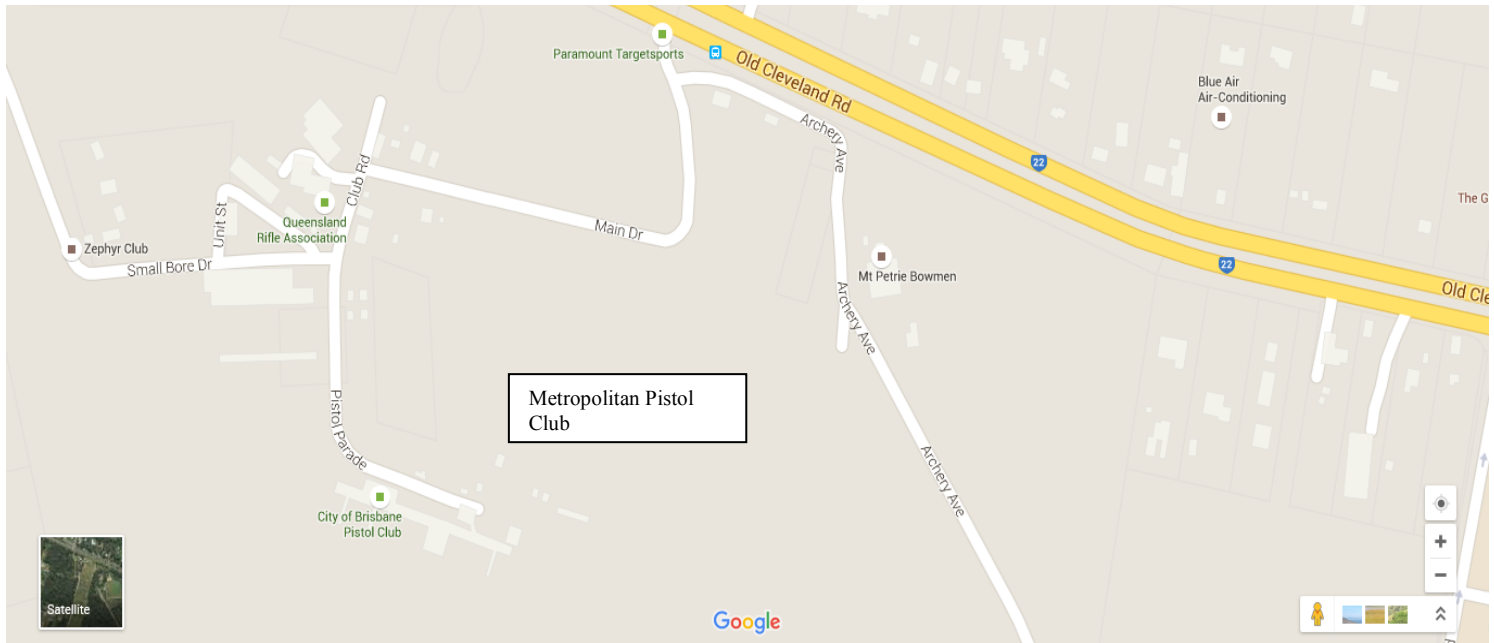 Paramount Targetsports
Old Cleveland Rd
Blue Air
Air-Conditioning
Archery Ave
22
Club Rd
The G
Unit St
Queensland
Rifle Association
Main Dr
Zephyr Club
Small Bore Dr
Mt Petrie Bowmen
22
Old Cle
Archery Ave
Metropolitan Pistol
Club
Pistol Parade
Archery Ave
City of Brisbane
Pistol Club
Satellite
Google